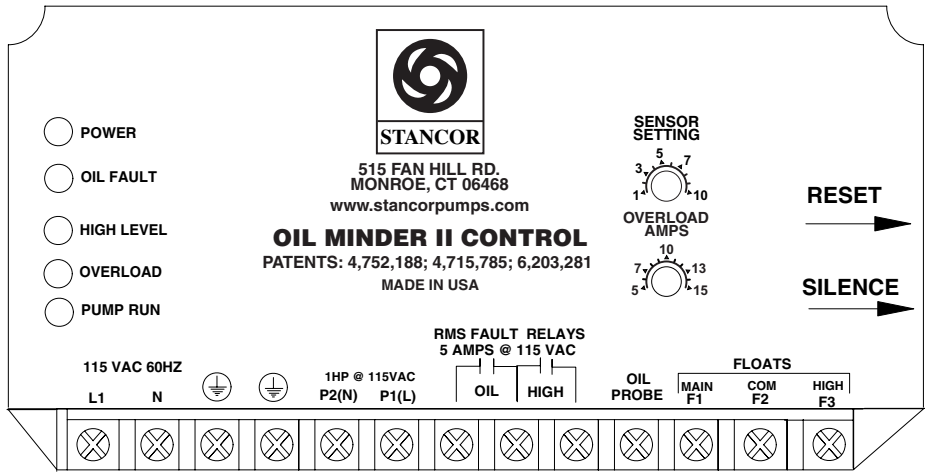 STANCOR
515 FAN HILL RD.
MONROE, CT 06468
www.stancorpumps.com
OIL MINDER II CONTROL
PATENTS: 4,752,188; 4,715,785; 6,203,281
MADE IN USA
POWER
OIL FAULT
HIGH LEVEL
OVERLOAD
PUMP RUN
SENSOR
SETTING
1 3 5 7 10
OVERLOAD
AMPS
5 7 10 13 15
RESET
SILENCE
RMS FAULT RELAYS
5 AMPS @ 115 VAC
OIL HIGH
115 VAC 60HZ
L1 N
1HP @ 115VAC
P2(N) P1(L)
OIL
PROBE
FLOATS
MAIN COM HIGH
F1 F2 F3